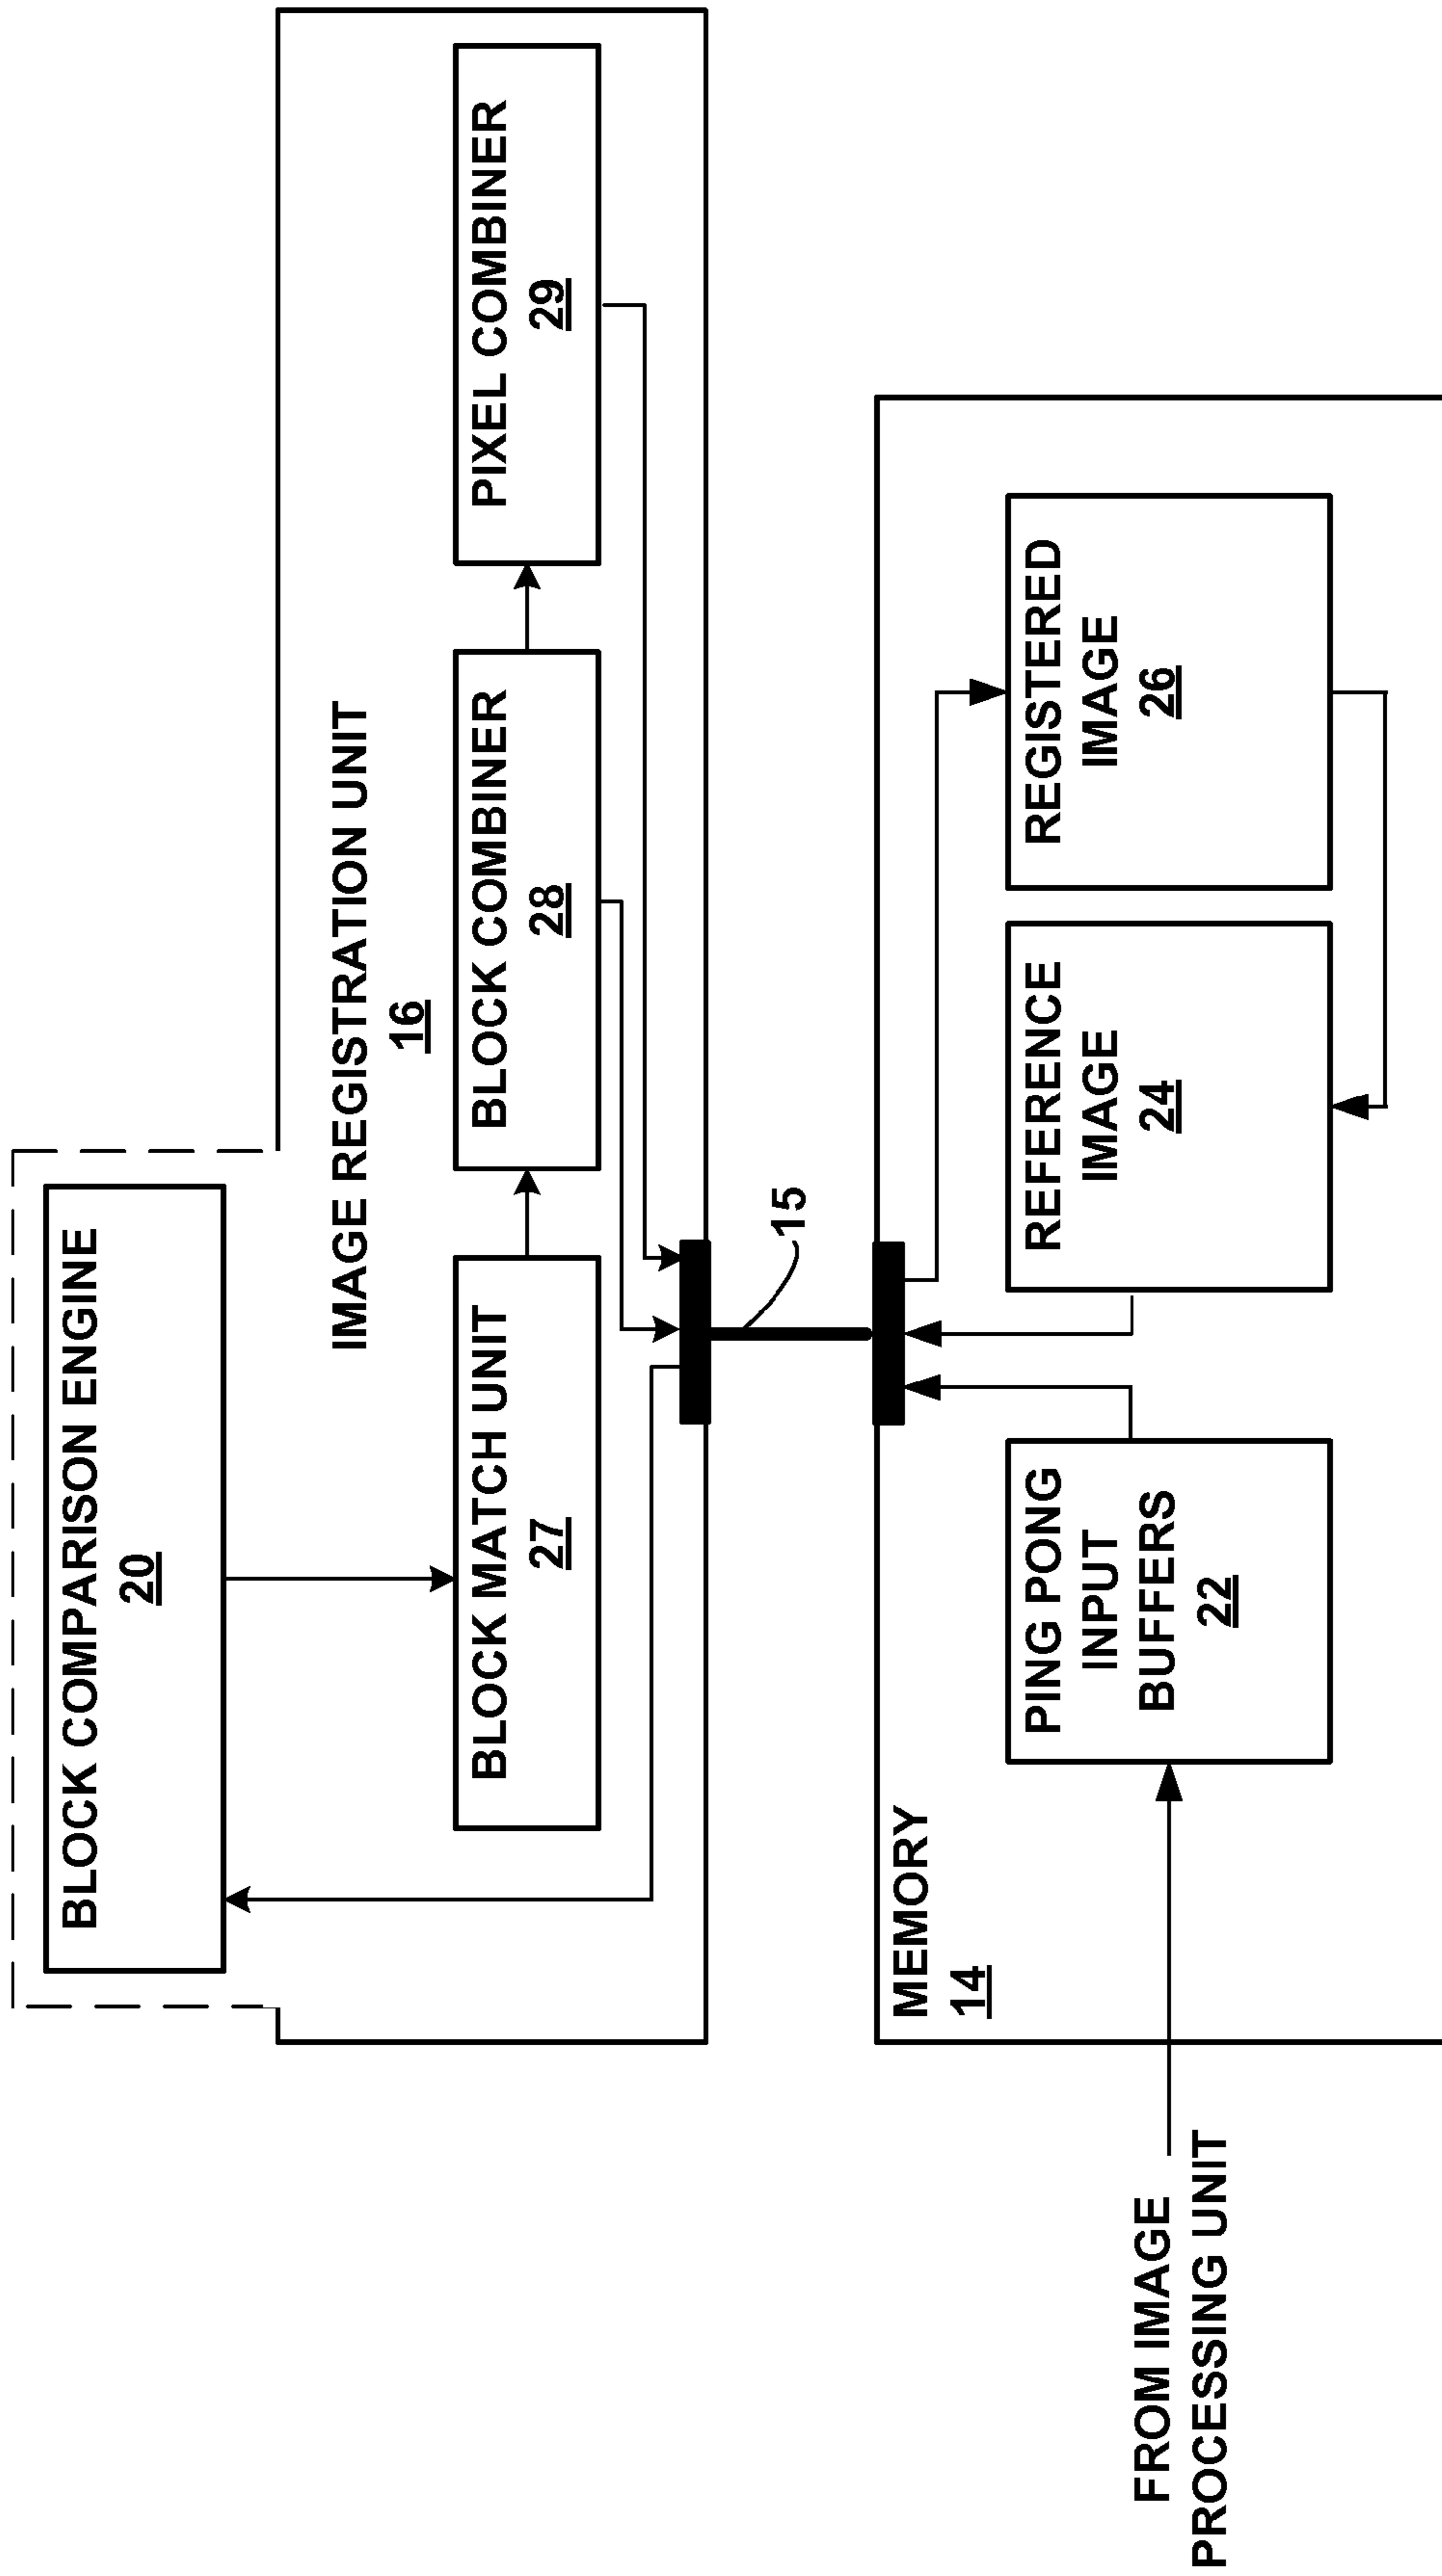 BLOCK COMPARISON ENGINE
20
IMAGE REGISTRATION UNIT
16
BLOCK MATCH UNIT
27
BLOCK COMBINER
28
PIXEL COMBINER
29
15
MEMORY
14
PING PONG
INPUT
BUFFERS
22
REFERENCE
IMAGE
24
REGISTERED
IMAGE
26
FROM IMAGE
PROCESSING UNIT